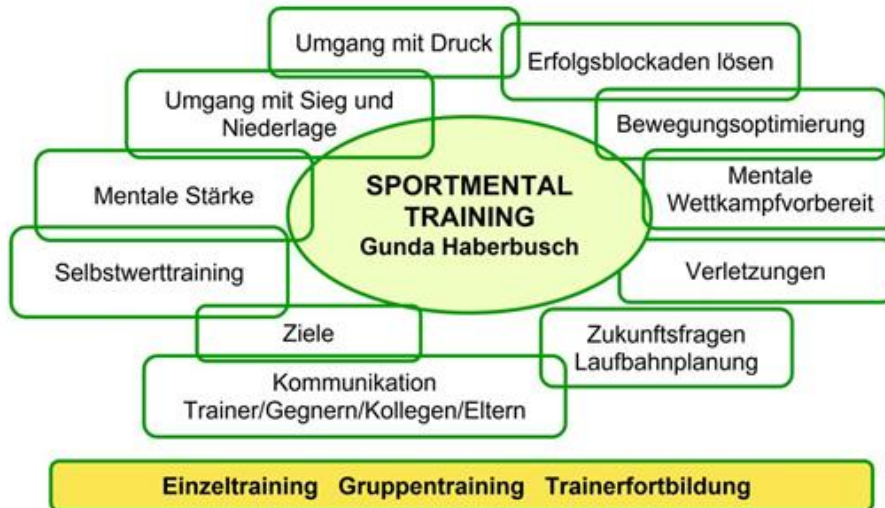 Umgang mit Druck
Erfolgsblockaden lösen
Umgang mit Sieg und
Niederlage
Bewegungsoptimierung
Mentale Stärke
SPORTMENTAL
TRAINING
Gunda Haberbusch
Mentale
Wettkampfvorbereit
Selbstwerttraining
Verletzungen
Ziele
Zukunftsfragen
Laufbahnplanung
Kommunikation
Trainer/Gegnern/Kollegen/Eltern
Einzeltraining Gruppentraining Trainerfortbildung